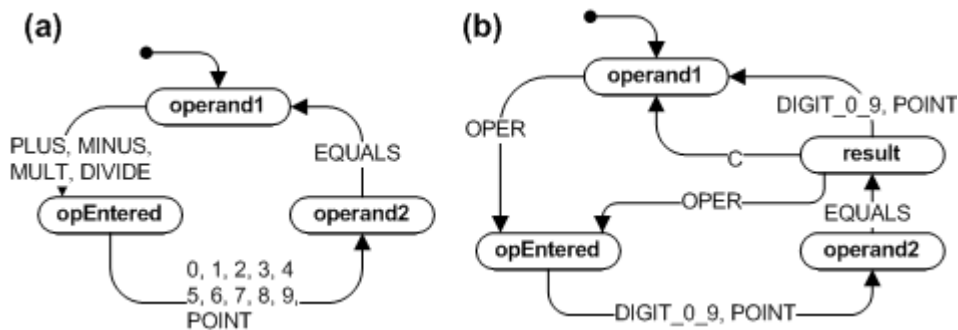 (a)
operand1
PLUS, MINUS,
MULT, DIVIDE
EQUALS
opEntered
operand2
0, 1, 2, 3, 4
5, 6, 7, 8, 9,
POINT
(b)
operand1
OPER
DIGIT_0_9, POINT
C
result
OPER
EQUALS
opEntered
operand2
DIGIT_0_9, POINT